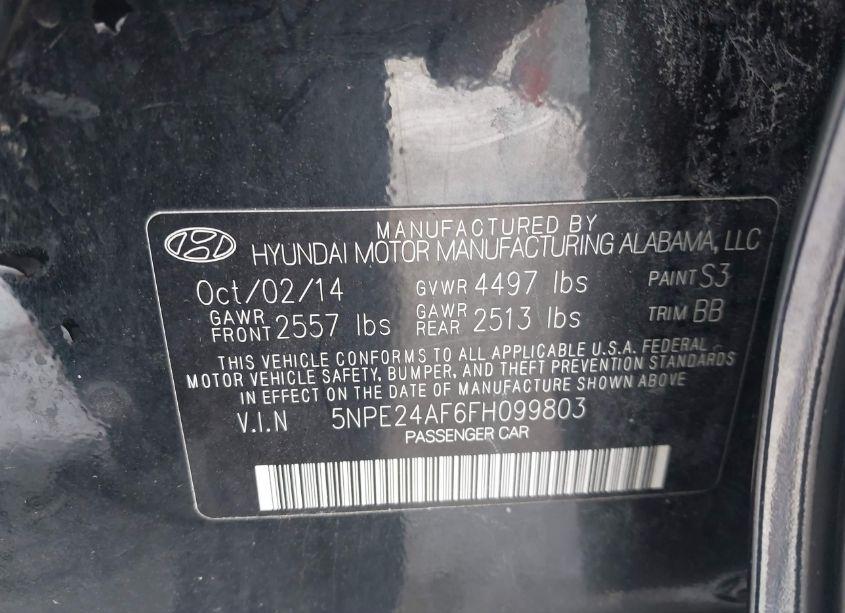 MANUFACTURED BY
HYUNDAI MOTOR MANUFACTURING ALABAMA, LLC
Oct/02/14 GVWR 4497 lbs PAINT S3
GAWR FRONT 2557 lbs GAWR REAR 2513 lbs TRIM BB
THIS VEHICLE CONFORMS TO ALL APPLICABLE U.S.A. FEDERAL
MOTOR VEHICLE SAFETY, BUMPER, AND THEFT PREVENTION STANDARDS
IN EFFECT ON THE DATE OF MANUFACTURE SHOWN ABOVE
V.I.N 5NPE24AF6FH099803
PASSENGER CAR